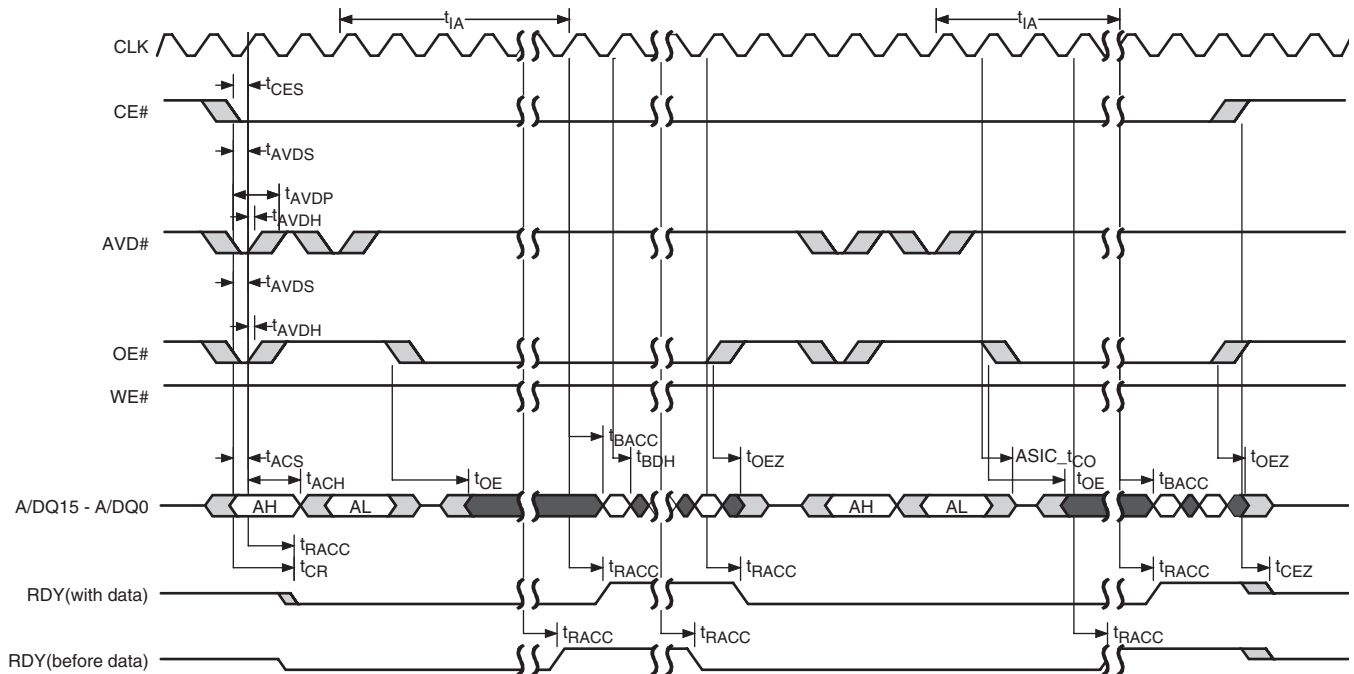 tIA tIA
CLK
tCES
CE#
tAVDS
tAVDP
tAVDH
AVD#
tAVDS
tAVDH
OE#
WE#
tBACC
tACS tBDH tOEZ ASIC_tCO tOEZ
tACH tOE tOE tBACC
A/DQ15 - A/DQ0 AH AL AH AL
tRACC
tCR tRACC tRACC tRACC tCEZ
RDY(with data)
tRACC tRACC tRACC
RDY(before data)